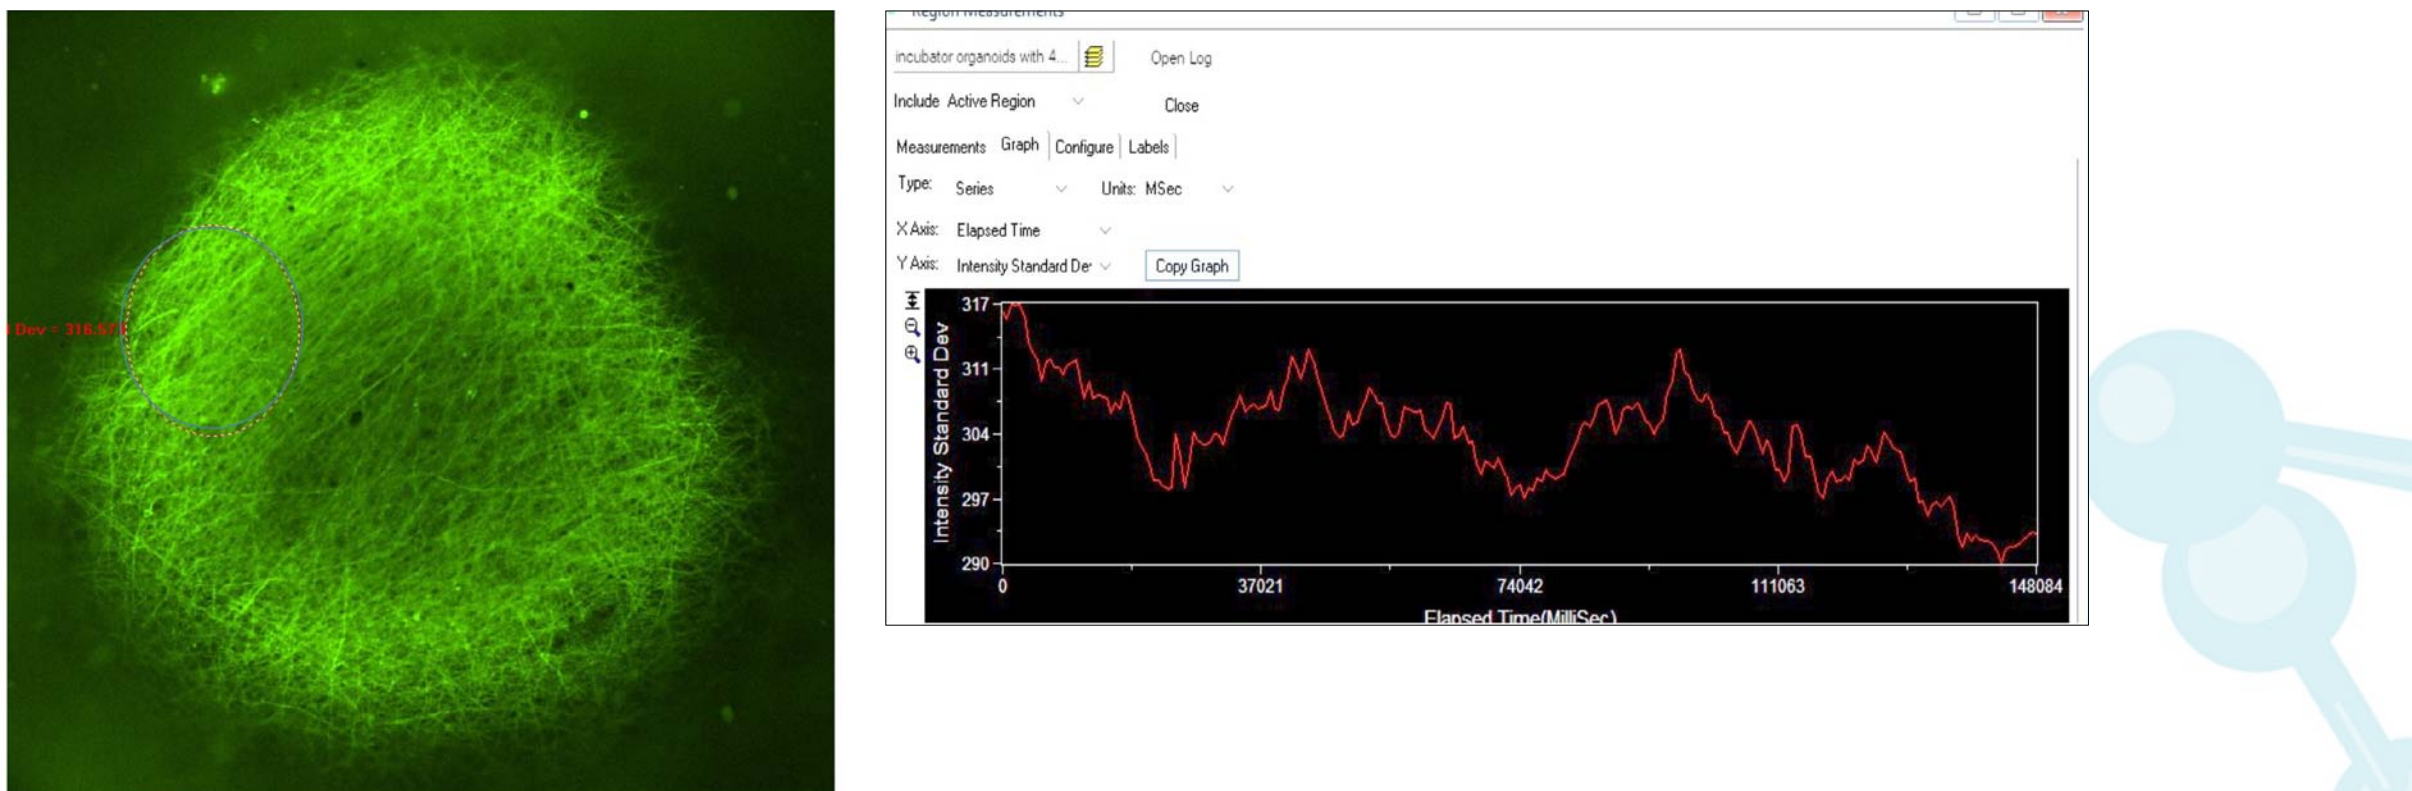 Dev = 316.57
Region Measurements
incubator organoids with 4...
Open Log
Include Active Region
Close
Measurements Graph Configure Labels
Type: Series Units: MSec
X Axis: Elapsed Time
Y Axis: Intensity Standard De
Copy Graph
317
311
304
297
290
Intensity Standard Dev
0 37021 74042 111063 148084
Elapsed Time(MilliSec)